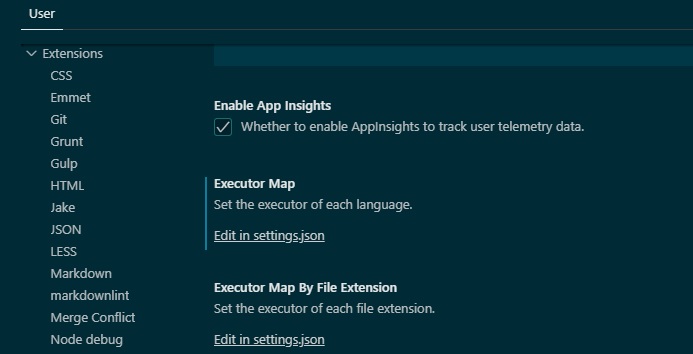 User
Extensions
CSS
Emmet
Git
Grunt
Gulp
HTML
Jake
JSON
LESS
Markdown
markdownlint
Merge Conflict
Node debug
Enable App Insights
Whether to enable AppInsights to track user telemetry data.
Executor Map
Set the executor of each language.
Edit in settings.json
Executor Map By File Extension
Set the executor of each file extension.
Edit in settings.json